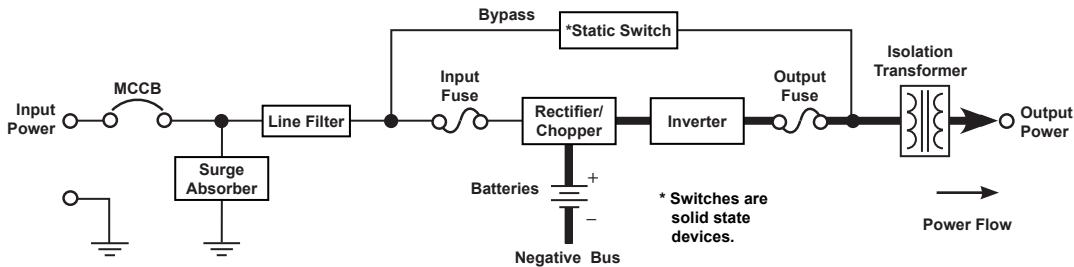 Bypass
*Static Switch
Isolation
Transformer
MCCB
Input
Fuse
Output
Fuse
Input
Power
Line Filter
Rectifier/
Chopper
Inverter
Output
Power
Surge
Absorber
Batteries
+
–
* Switches are
solid state
devices.
Power Flow
Negative Bus